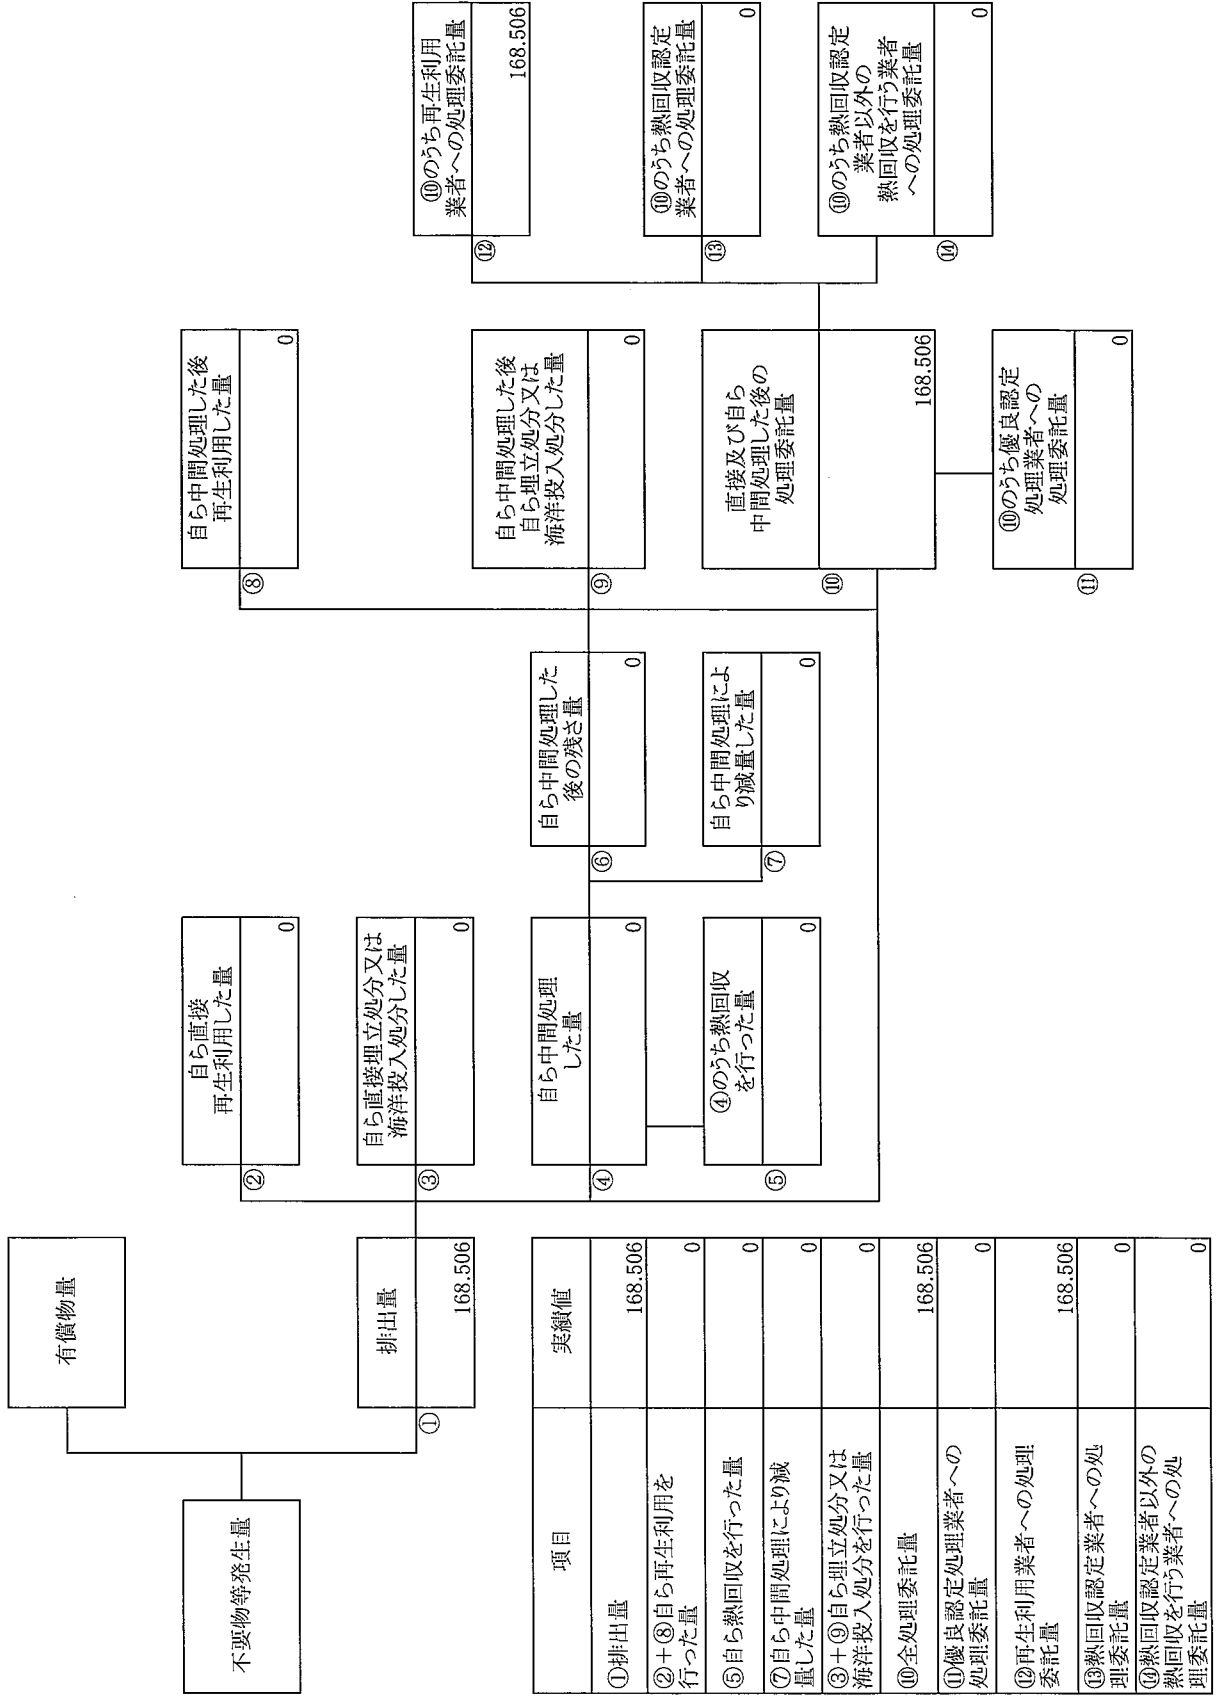 不要物等発生量
有償物量
排出量
①
168.506
自ら直接
再生利用した量
②
0
自ら直接埋立処分又は
海洋投入処分した量
③
0
自ら中間処理
した量
④
0
④のうち熱回収
を行った量
⑤
0
自ら中間処理した
後の残さ量
⑥
0
自ら中間処理によ
り減量した量
⑦
0
自ら中間処理した後
再生利用した量
⑧
0
自ら中間処理した後
自ら埋立処分又は
海洋投入処分した量
⑨
0
直接及び自ら
中間処理した後の
処理委託量
⑩
168.506
⑩のうち優良認定
処理業者への
処理委託量
⑪
0
⑩のうち再生利用
業者への処理委託量
⑫
168.506
⑩のうち熱回収認定
業者への処理委託量
⑬
0
⑩のうち熱回収認定
業者以外の
熱回収を行う業者
への処理委託量
⑭
0
項目 実績値
①排出量 168.506
②+⑧自ら再生利用を
行った量 0
⑤自ら熱回収を行った量 0
⑦自ら中間処理により減
量した量 0
③+⑨自ら埋立処分又は
海洋投入処分を行った量 0
⑩全処理委託量 168.506
⑪優良認定処理業者への
処理委託量 0
⑫再生利用業者への処理
委託量 168.506
⑬熱回収認定業者への処
理委託量 0
⑭熱回収認定業者以外の
熱回収を行う業者への処
理委託量 0